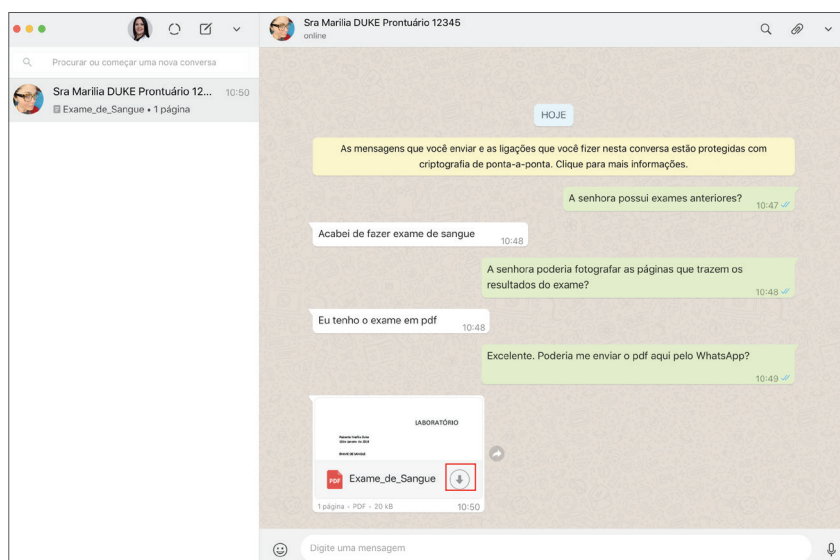 Sra Marilia DUKE Prontuário 12345
online
Procurar ou começar uma nova conversa
Sra Marilia DUKE Prontuário 12...
10:50
Exame_de_Sangue • 1 página
HOJE
As mensagens que você enviar e as ligações que você fizer nesta conversa estão protegidas com
criptografia de ponta-a-ponta. Clique para mais informações.
A senhora possui exames anteriores?
10:47
Acabei de fazer exame de sangue
10:48
A senhora poderia fotografar as páginas que trazem os
resultados do exame?
10:48
Eu tenho o exame em pdf
10:48
Excelente. Poderia me enviar o pdf aqui pelo WhatsApp?
10:49
LABORATÓRIO
PDF
Exame_de_Sangue
1 página • PDF • 20 kB
10:50
Digite uma mensagem